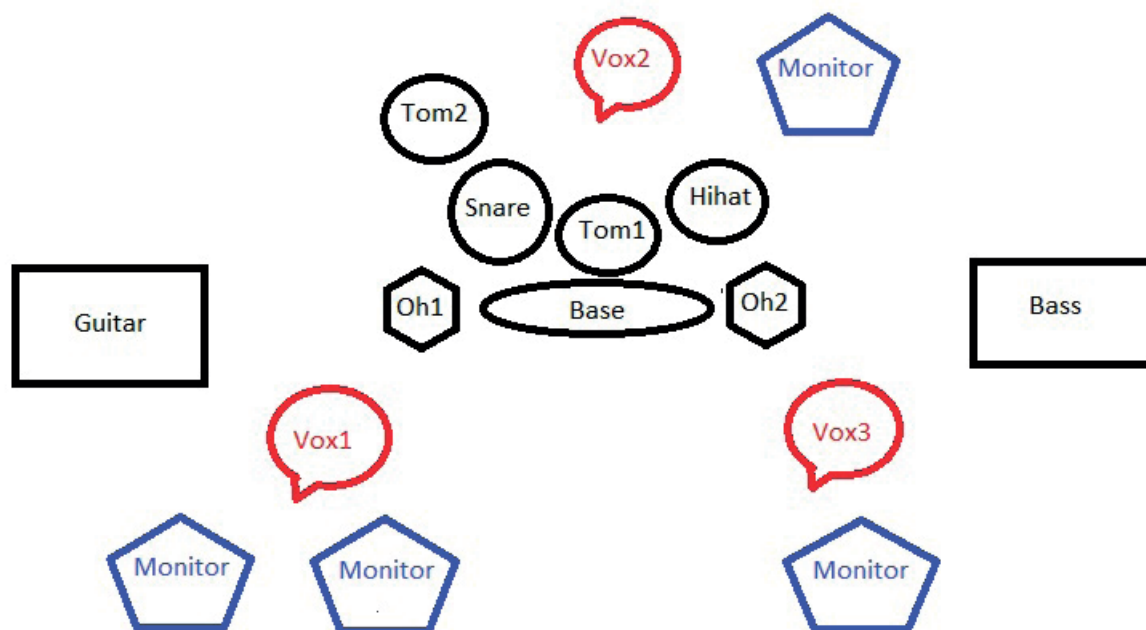 Vox2
Monitor
Tom2
Snare
Tom1
Hihat
Guitar
Oh1
Base
Oh2
Bass
Vox1
Vox3
Monitor
Monitor
Monitor